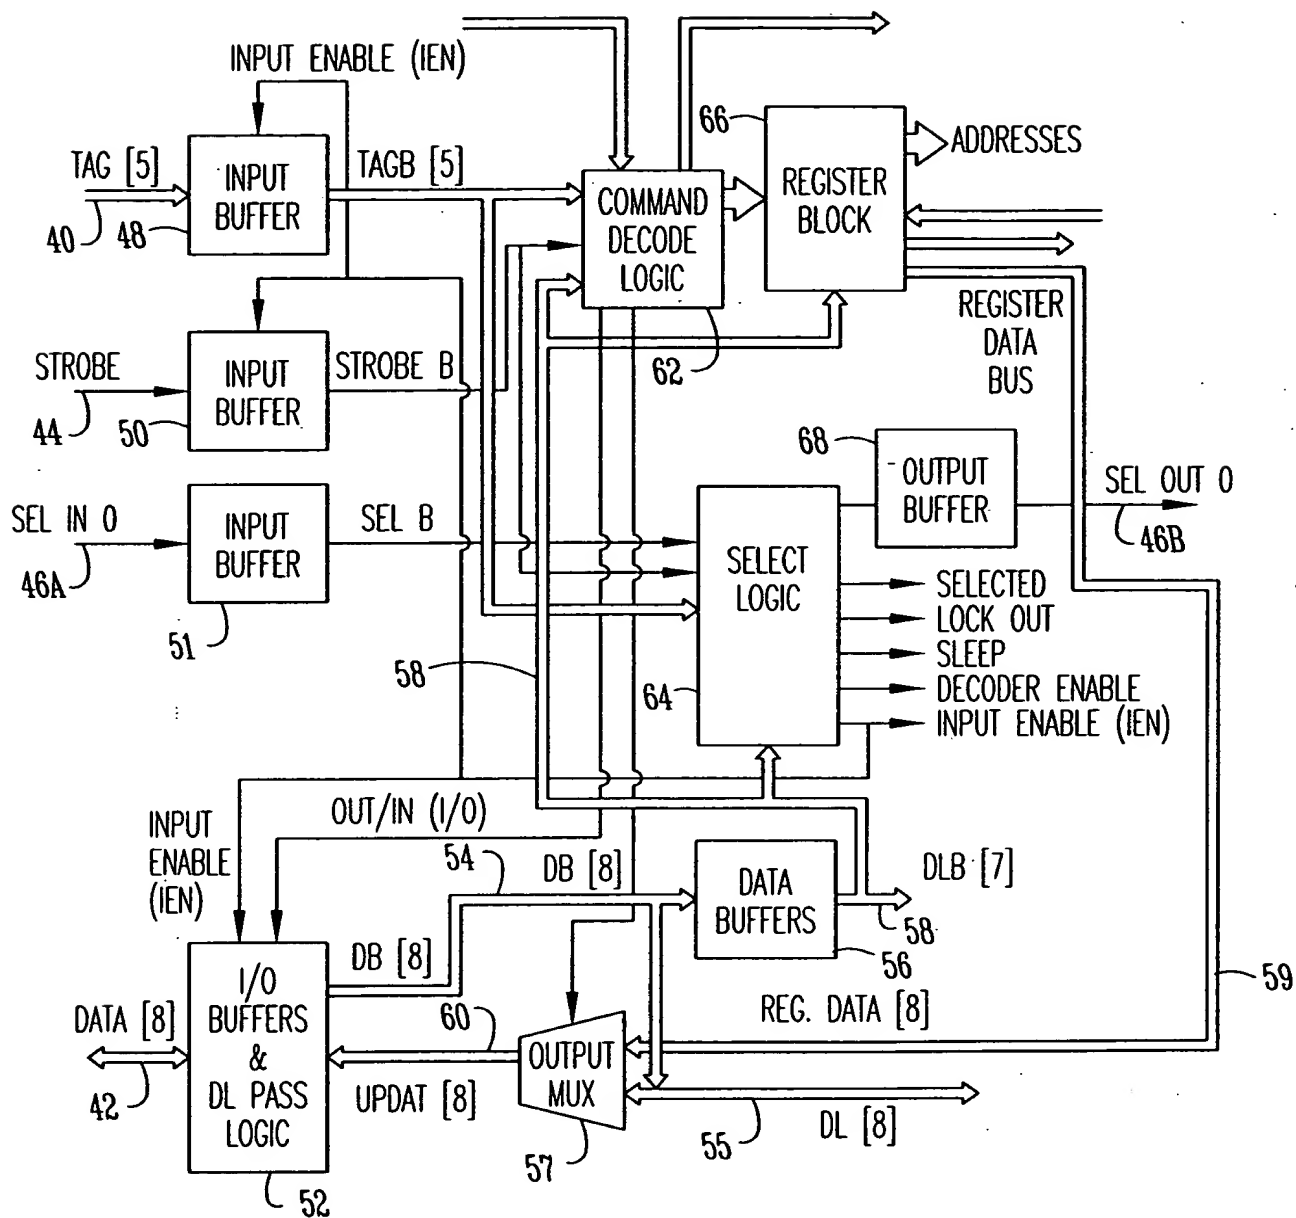 INPUT ENABLE (IEN)
TAG [5]
40
INPUT
BUFFER
48
TAGB [5]
COMMAND
DECODE
LOGIC
62
66
REGISTER
BLOCK
ADDRESSES
REGISTER
DATA
BUS
STROBE
44
INPUT
BUFFER
50
STROBE B
SEL IN 0
46A
INPUT
BUFFER
51
SEL B
68
OUTPUT
BUFFER
SEL OUT 0
46B
SELECT
LOGIC
64
SELECTED
LOCK OUT
SLEEP
DECODER ENABLE
INPUT ENABLE (IEN)
58
INPUT
ENABLE
(IEN)
OUT/IN (I/O)
54
DB [8]
DATA
BUFFERS
56
DLB [7]
58
59
DB [8]
I/O
BUFFERS
&
DL PASS
LOGIC
52
DATA [8]
42
60
UPDAT [8]
OUTPUT
MUX
57
REG. DATA [8]
55
DL [8]